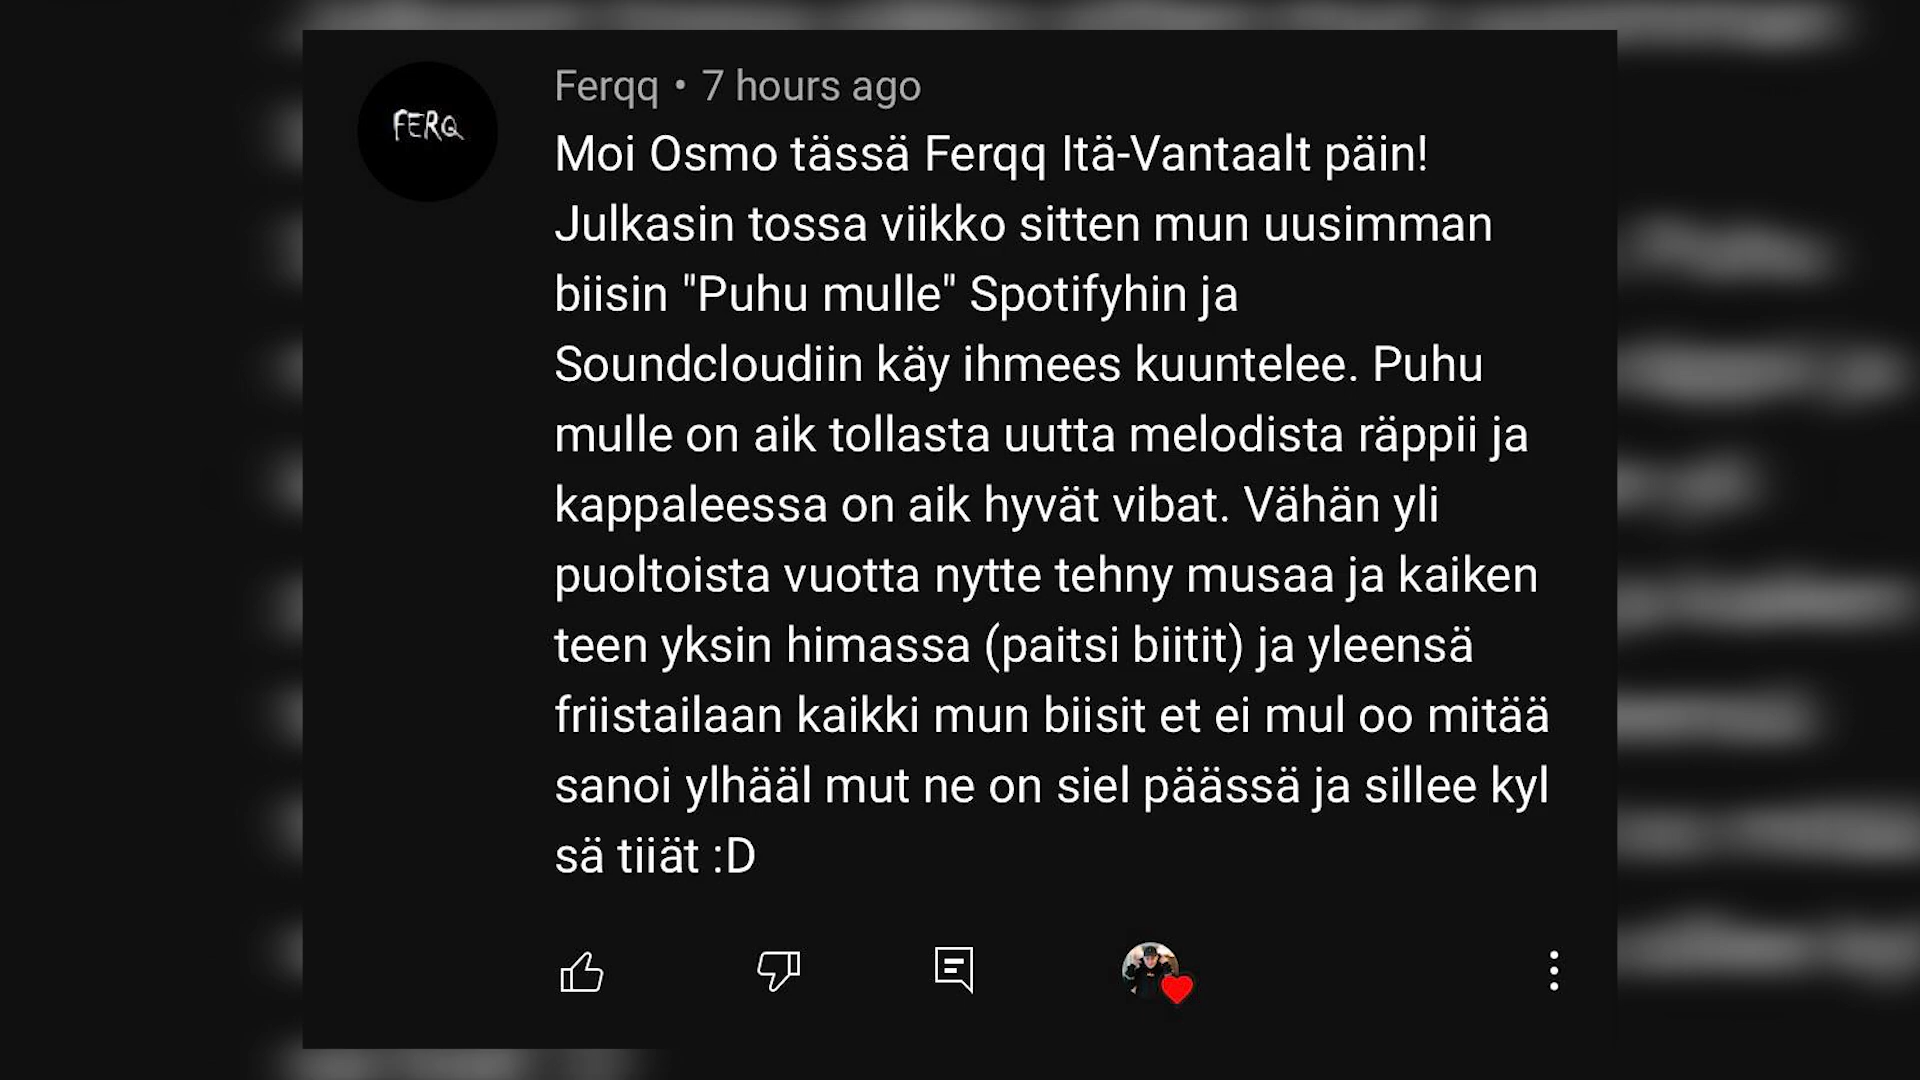 FERQ
Ferqq • 7 hours ago
Moi Osmo tässä Ferqq Itä-Vantaalt päin!
Julkasin tossa viikko sitten mun uusimman
biisin "Puhu mulle" Spotifyhin ja
Soundcloudiin käy ihmees kuuntelee. Puhu
mulle on aik tollasta uutta melodista räppii ja
kappaleessa on aik hyvät vibat. Vähän yli
puoltoista vuotta nytte tehny musaa ja kaiken
teen yksin himassa (paitsi biitit) ja yleensä
friistailaan kaikki mun biisit et ei mul oo mitää
sanoi ylhääl mut ne on siel päässä ja sillee kyl
sä tiiät :D